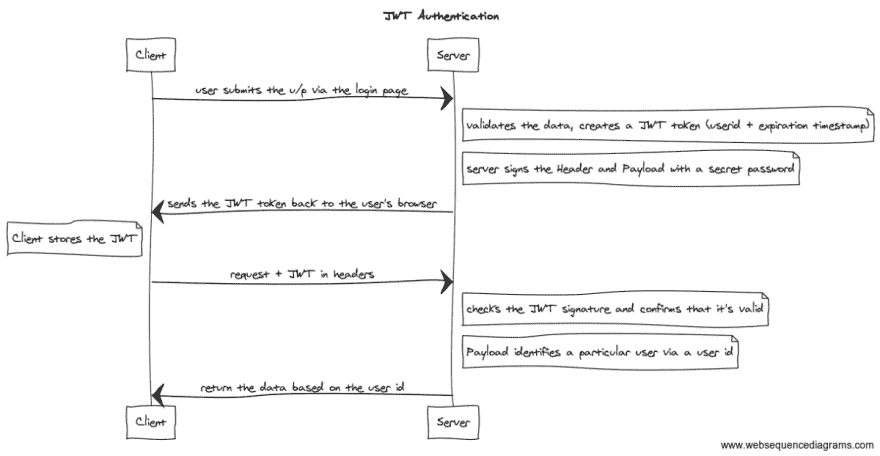 JWT Authentication
Client
Server
user submits the u/p via the login page
validates the data, creates a JWT token (userid + expiration timestamp)
server signs the Header and Payload with a secret password
sends the JWT token back to the user's browser
Client stores the JWT
request + JWT in headers
checks the JWT signature and confirms that it's valid
Payload identifies a particular user via a user id
return the data based on the user id
Client
Server
www.websequencediagrams.com